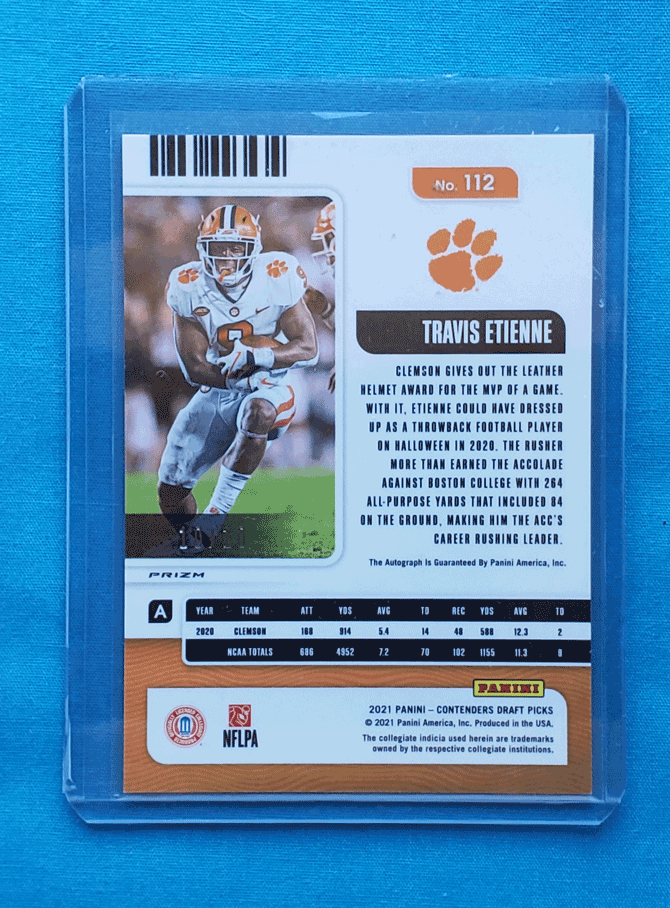 No. 112
TRAVIS ETIENNE
CLEMSON GIVES OUT THE LEATHER
HELMET AWARD FOR THE MVP OF A GAME.
WITH IT, ETIENNE COULD HAVE DRESSED
UP AS A THROWBACK FOOTBALL PLAYER
ON HALLOWEEN IN 2020. THE RUSHER
MORE THAN EARNED THE ACCOLADE
AGAINST BOSTON COLLEGE WITH 264
ALL-PURPOSE YARDS THAT INCLUDED 84
ON THE GROUND, MAKING HIM THE ACC'S
CAREER RUSHING LEADER.
The Autograph Is Guaranteed By Panini America, Inc.
9
PRIZM
A
YEAR TEAM ATT YDS AVG TD REC YDS AVG TD
2020 CLEMSON 168 914 5.4 14 48 588 12.3 2
NCAA TOTALS 686 4952 7.2 70 102 1155 11.3 8
PANINI
2021 PANINI – CONTENDERS DRAFT PICKS
© 2021 Panini America, Inc. Produced in the USA.
The collegiate indicia used herein are trademarks
owned by the respective collegiate institutions.
NFLPA